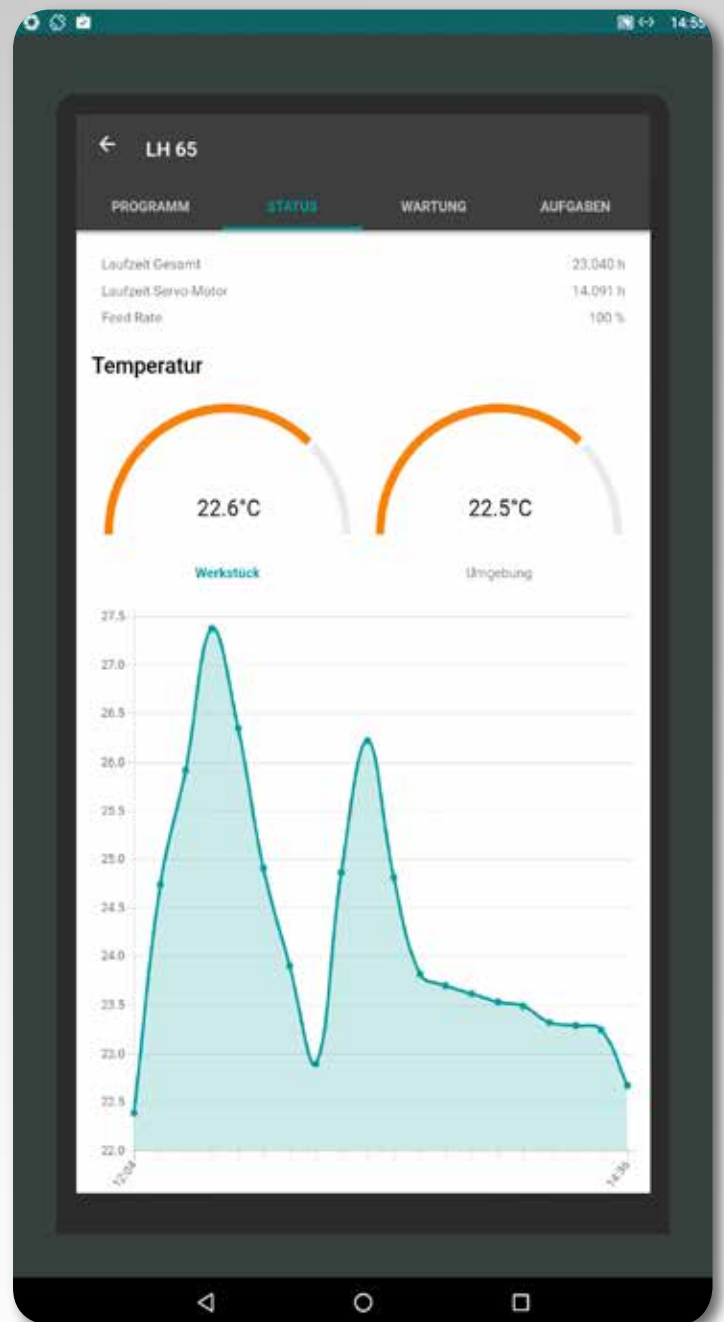 14:55
LH 65
PROGRAMM STATUS WARTUNG AUFGABEN
Laufzeit Gesamt 23.040 h
Laufzeit Servo-Motor 14.091 h
Feed Rate 100 %
Temperatur
22.6°C 22.5°C
Werkstück Umgebung
27.5
27.0
26.5
26.0
25.5
25.0
24.5
24.0
23.5
23.0
22.5
22.0
12:04 14:36